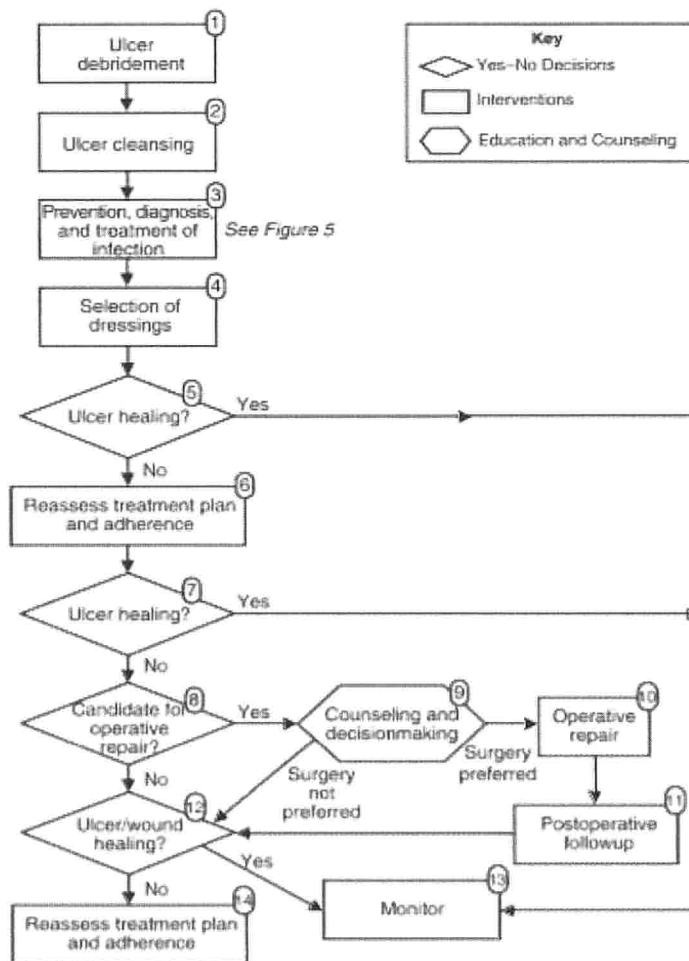 1
Ulcer
debridement
Key
Yes–No Decisions
Interventions
Education and Counseling
2
Ulcer cleansing
3
Prevention, diagnosis,
and treatment of
infection
See Figure 5
4
Selection of
dressings
5
Ulcer healing?
Yes
No
6
Reassess treatment plan
and adherence
7
Ulcer healing?
Yes
No
8
Candidate for
operative
repair?
Yes
9
Counseling and
decisionmaking
10
Operative
repair
Surgery
preferred
Surgery
not
preferred
No
11
Postoperative
followup
12
Ulcer/wound
healing?
Yes
No
13
Monitor
14
Reassess treatment plan
and adherence